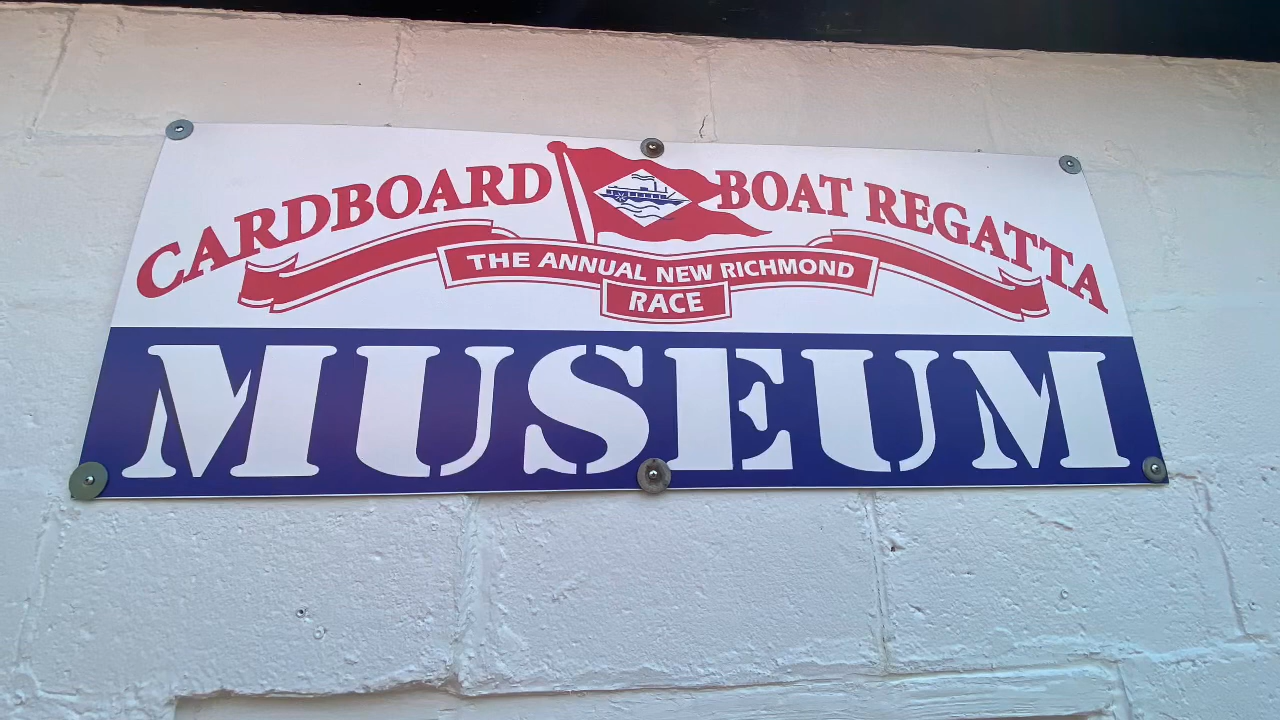 CARDBOARD BOAT REGATTA
THE ANNUAL NEW RICHMOND
RACE
MUSEUM